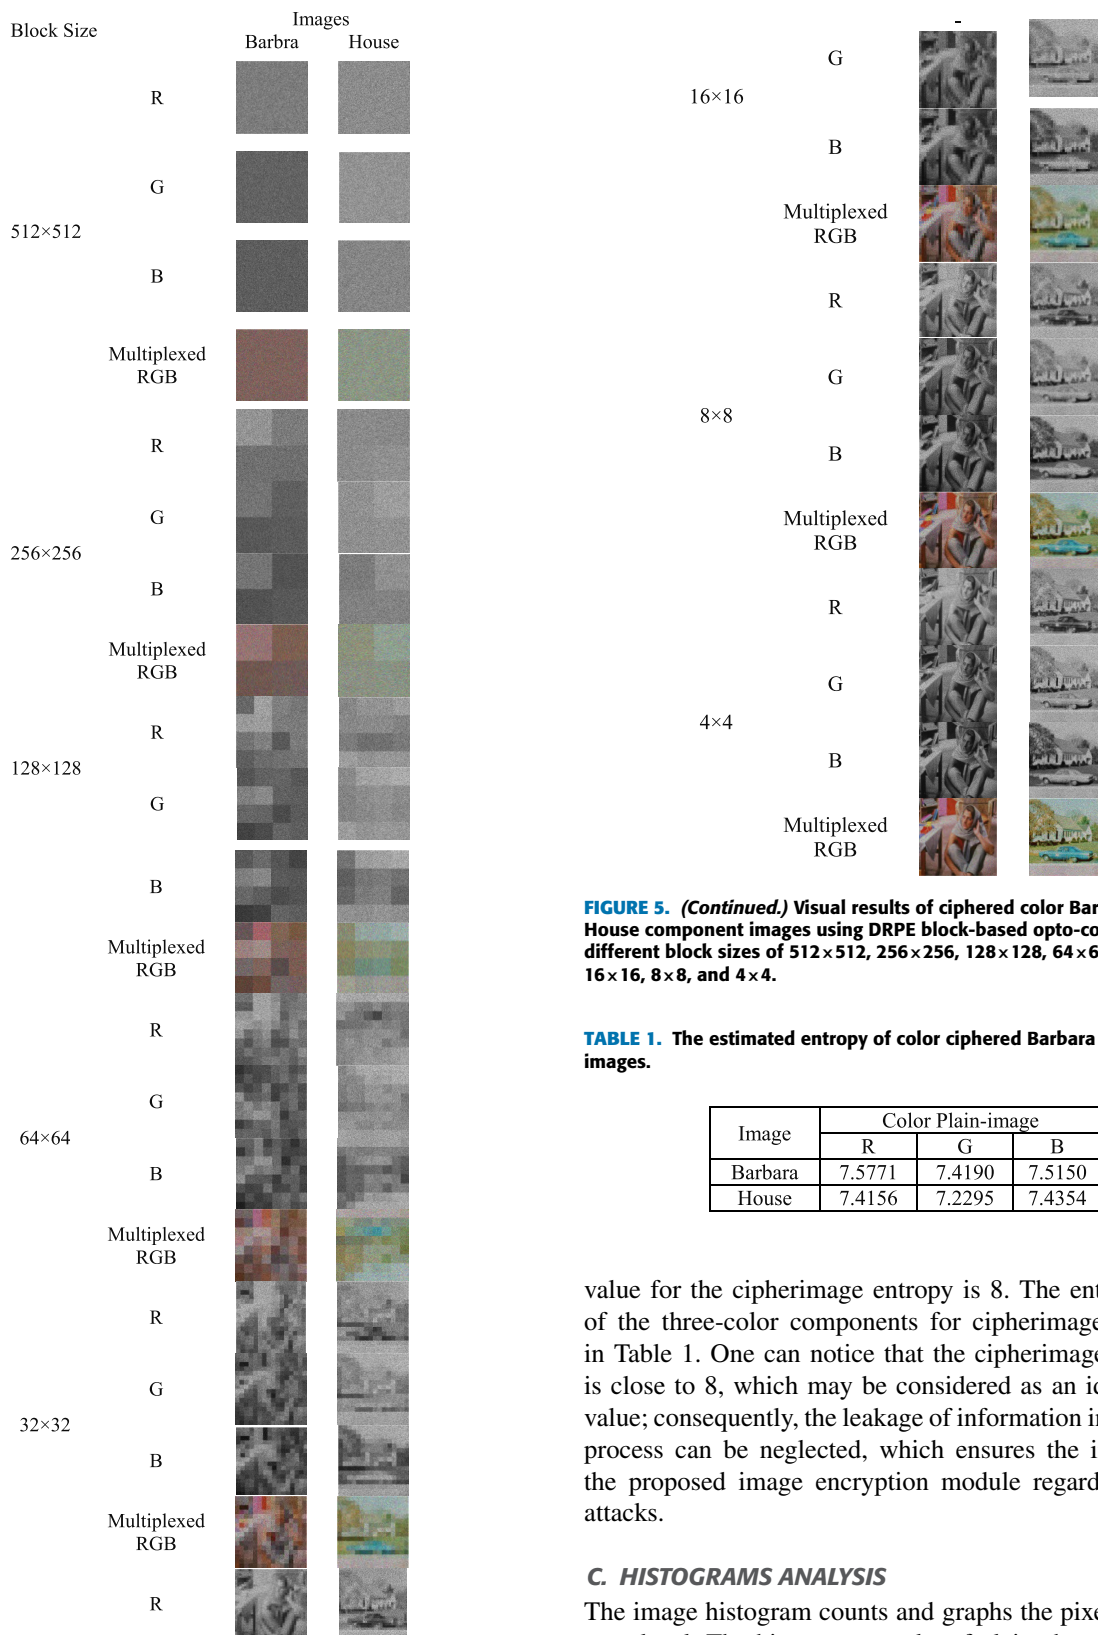 Images
Block Size
Barbra House
R
G
512×512
B
Multiplexed
RGB
R
G
256×256
B
Multiplexed
RGB
R
128×128
G
B
Multiplexed
RGB
R
G
64×64
B
Multiplexed
RGB
R
G
32×32
B
Multiplexed
RGB
R
G
16×16
B
Multiplexed
RGB
R
G
8×8
B
Multiplexed
RGB
R
G
4×4
B
Multiplexed
RGB
FIGURE 5. (Continued.) Visual results of ciphered color Bar
House component images using DRPE block-based opto-co
different block sizes of 512×512, 256×256, 128×128, 64×6
16×16, 8×8, and 4×4.
TABLE 1. The estimated entropy of color ciphered Barbara
images.
Image Color Plain-image
R G B
Barbara 7.5771 7.4190 7.5150
House 7.4156 7.2295 7.4354
value for the cipherimage entropy is 8. The ent
of the three-color components for cipherimage
in Table 1. One can notice that the cipherimage
is close to 8, which may be considered as an id
value; consequently, the leakage of information in
process can be neglected, which ensures the i
the proposed image encryption module regard
attacks.
C. HISTOGRAMS ANALYSIS
The image histogram counts and graphs the pixe